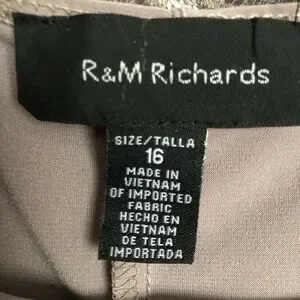 R&M Richards
SIZE/TALLA
16
MADE IN
VIETNAM
OF IMPORTED
FABRIC
HECHO EN
VIETNAM
DE TELA
IMPORTADA